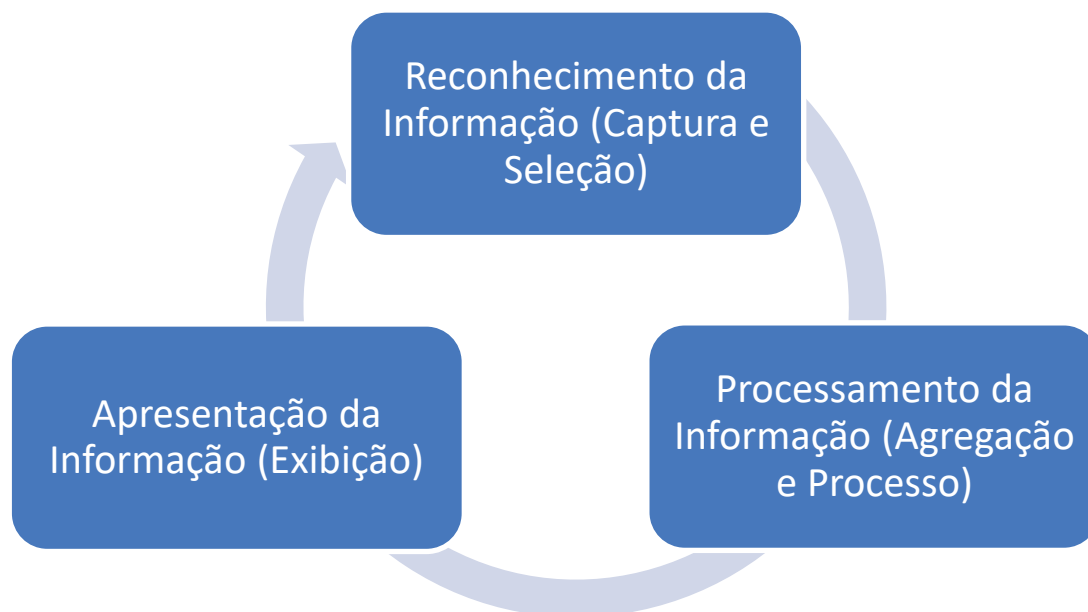 Reconhecimento da
Informação (Captura e
Seleção)
Processamento da
Informação (Agregação
e Processo)
Apresentação da
Informação (Exibição)